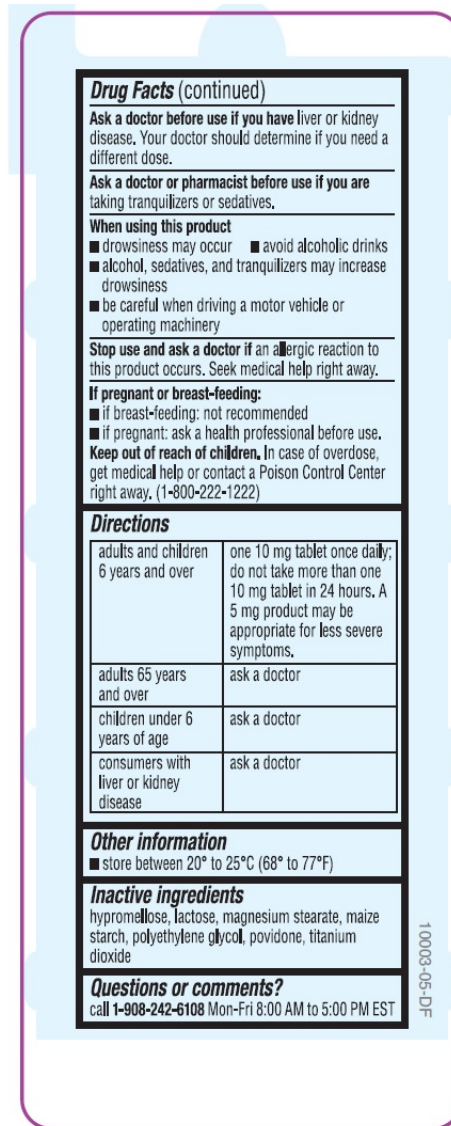 Drug Facts (continued)
Ask a doctor before use if you have liver or kidney
disease. Your doctor should determine if you need a
different dose.
Ask a doctor or pharmacist before use if you are
taking tranquilizers or sedatives.
When using this product
■ drowsiness may occur ■ avoid alcoholic drinks
■ alcohol, sedatives, and tranquilizers may increase
drowsiness
■ be careful when driving a motor vehicle or
operating machinery
Stop use and ask a doctor if an allergic reaction to
this product occurs. Seek medical help right away.
If pregnant or breast-feeding:
■ if breast-feeding: not recommended
■ if pregnant: ask a health professional before use.
Keep out of reach of children. In case of overdose,
get medical help or contact a Poison Control Center
right away. (1-800-222-1222)
Directions
adults and children
6 years and over
one 10 mg tablet once daily;
do not take more than one
10 mg tablet in 24 hours. A
5 mg product may be
appropriate for less severe
symptoms.
adults 65 years
and over
ask a doctor
children under 6
years of age
ask a doctor
consumers with
liver or kidney
disease
ask a doctor
Other information
■ store between 20° to 25°C (68° to 77°F)
Inactive ingredients
hypromellose, lactose, magnesium stearate, maize
starch, polyethylene glycol, povidone, titanium
dioxide
Questions or comments?
call 1-908-242-6108 Mon-Fri 8:00 AM to 5:00 PM EST
10003-05-DF